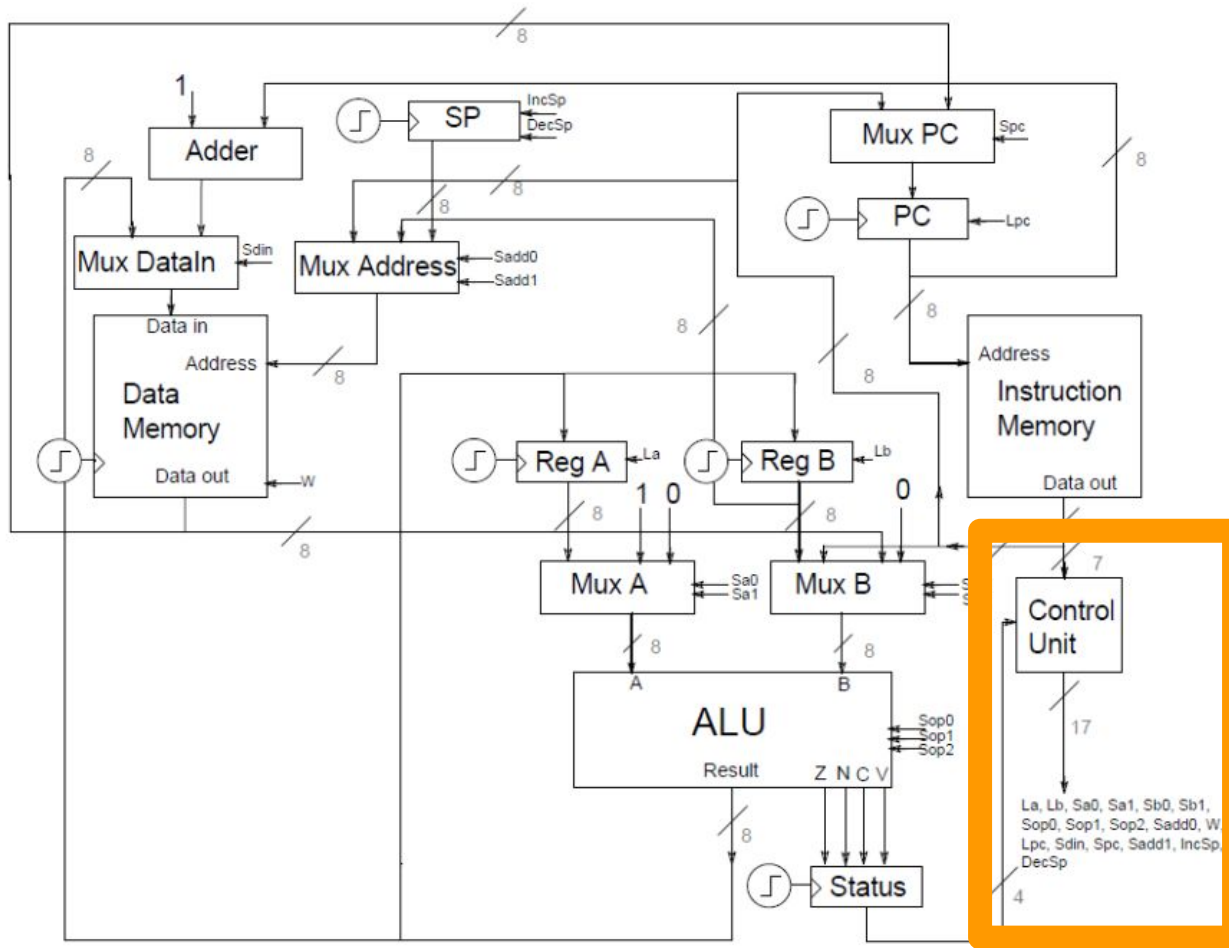 8
1
SP
IncSp
DecSp
Mux PC
Spc
Adder
8
8
8
8
PC
Lpc
Mux DataIn
Sdin
Mux Address
Sadd0
Sadd1
8
8
Data in
Address
8
Data
Memory
Data out
W
8
Address
Instruction
Memory
Data out
Reg A
La
Reg B
Lb
1 0
0
8
8
8
7
Mux A
Sa0
Sa1
Mux B
Control
Unit
8
8
A
B
ALU
Sop0
Sop1
Sop2
17
Result
Z N C V
8
La, Lb, Sa0, Sa1, Sb0, Sb1,
Sop0, Sop1, Sop2, Sadd0, W,
Lpc, Sdin, Spc, Sadd1, IncSp,
DecSp
Status
4